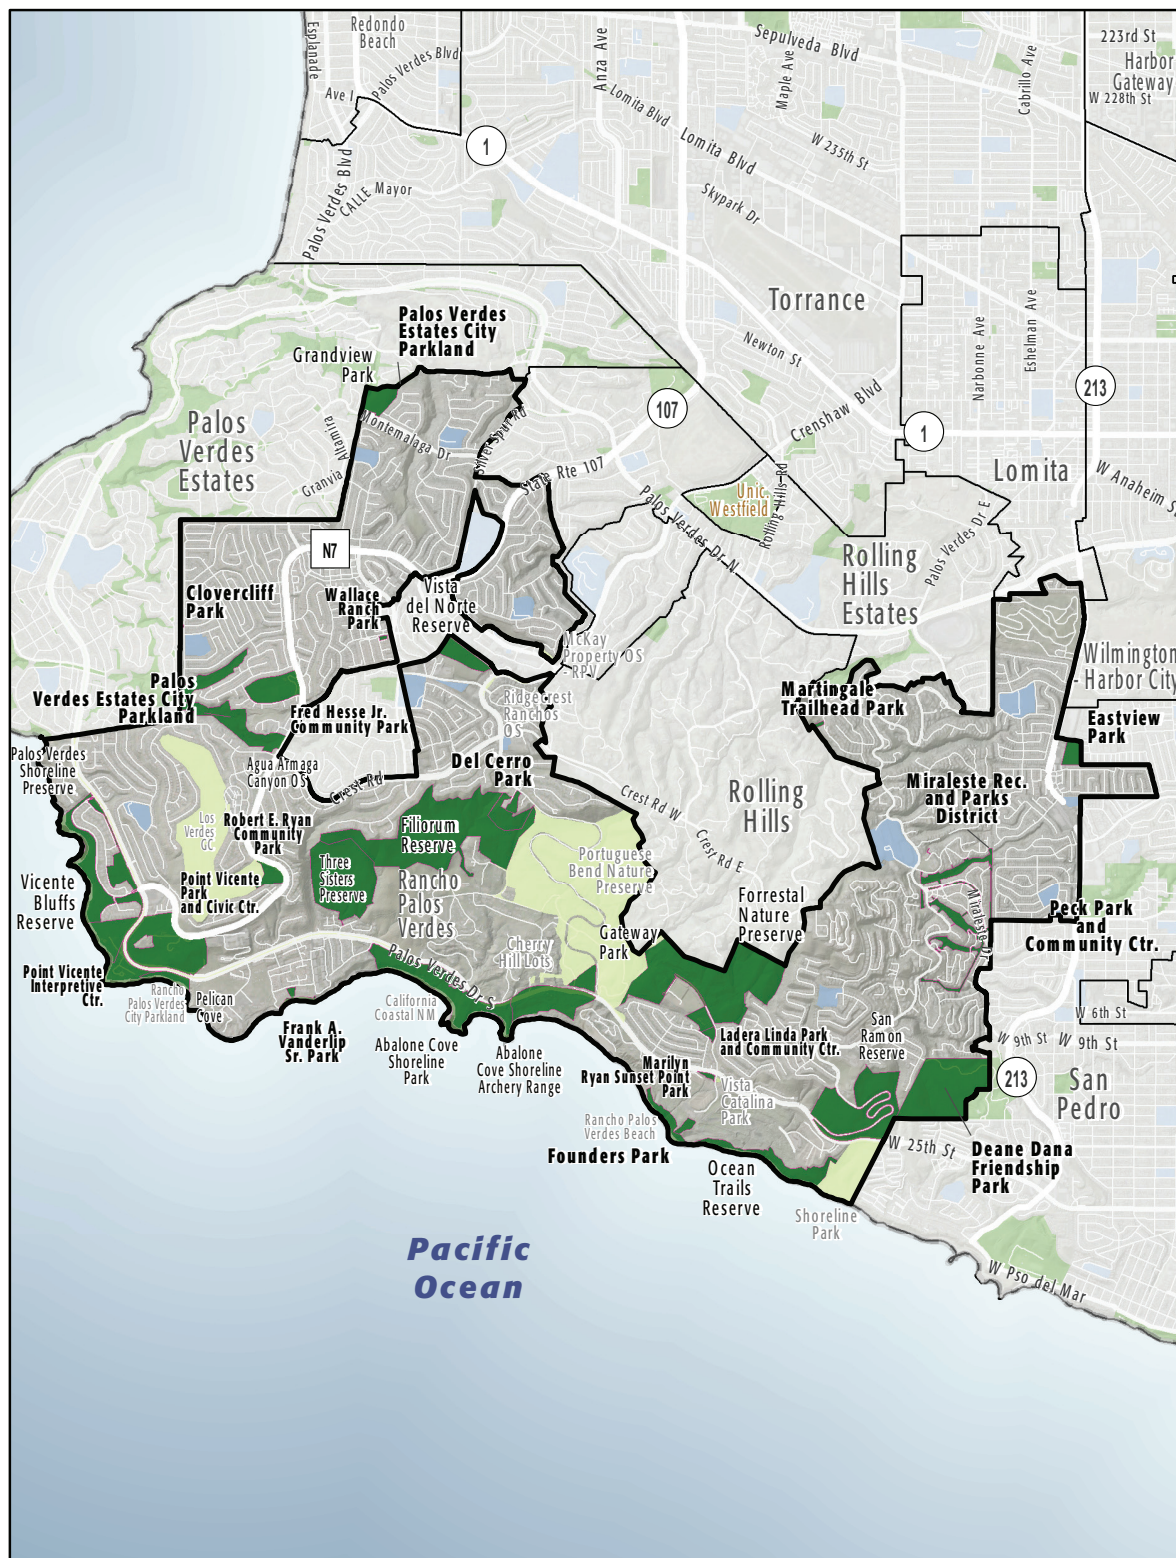 Redondo
Beach
Esplanade
Palos Verdes Blvd
Ave I
Anza Ave
Sepulveda Blvd
Maple Ave
Cabrillo Ave
223rd St
Harbor
Gateway
W 228th St
Lomita Blvd
Lomita Blvd
W 235th St
1
Palos Verdes Blvd
CALLE Mayor
Skypark Dr
Torrance
Newton St
Narbonne Ave
Eshelman Ave
213
Palos Verdes
Estates City
Parkland
Grandview
Park
107
Crenshaw Blvd
1
Lomita
W Anaheim St
Palos
Verdes
Estates
Altamira
Granvia
Montemalaga Dr
Silver Spur Rd
State Rte 107
Unic.
Westfield
Rolling Hills Rd
Palos Verdes Dr N
Palos Verdes Dr E
N7
Rolling
Hills
Estates
Clovercliff
Park
Wallace
Ranch
Park
Vista
del Norte
Reserve
McKay
Property OS
- RPV
Wilmington
- Harbor City
Palos
Verdes Estates City
Parkland
Fred Hesse Jr.
Community Park
Ridgecrest
Ranchos
OS
Martingale
Trailhead Park
Eastview
Park
Palos Verdes
Shoreline
Preserve
Agua Armaga
Canyon OS
Crest Rd
Del Cerro
Park
Crest Rd W
Crest Rd E
Rolling
Hills
Miraleste Rec.
and Parks
District
Los
Verdes
GC
Robert E. Ryan
Community
Park
Filiorum
Reserve
Three
Sisters
Preserve
Rancho
Palos
Verdes
Portuguese
Bend Nature
Preserve
Vicente
Bluffs
Reserve
Point Vicente
Park
and Civic Ctr.
Forrestal
Nature
Preserve
Miraleste Dr
Peck Park
and
Community Ctr.
Gateway
Park
Cherry
Hill Lots
Palos Verdes Dr S
Point Vicente
Interpretive
Ctr.
Rancho
Palos Verdes
City Parkland
Pelican
Cove
California
Coastal NM
Frank A.
Vanderlip
Sr. Park
Abalone Cove
Shoreline
Park
Abalone
Cove Shoreline
Archery Range
Ladera Linda Park
and Community Ctr.
San
Ramon
Reserve
W 6th St
W 9th St
W 9th St
213
San
Pedro
Marilyn
Ryan Sunset Point
Park
Vista
Catalina
Park
Rancho Palos
Verdes Beach
Founders Park
W 25th St
Deane Dana
Friendship
Park
Ocean
Trails
Reserve
Shoreline
Park
W Pso del Mar
Pacific
Ocean